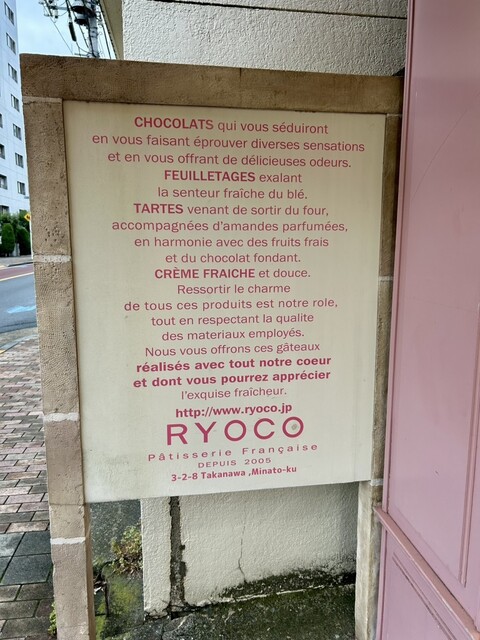 CHOCOLATS qui vous séduiront
en vous faisant éprouver diverses sensations
et en vous offrant de délicieuses odeurs.
FEUILLETAGES exalant
la senteur fraîche du blé.
TARTES venant de sortir du four,
accompagnées d'amandes parfumées,
en harmonie avec des fruits frais
et du chocolat fondant.
CRÈME FRAICHE et douce.
Ressortir le charme
de tous ces produits est notre role,
tout en respectant la qualite
des materiaux employés.
Nous vous offrons ces gâteaux
réalisés avec tout notre coeur
et dont vous pourrez apprécier
l'exquise fraîcheur.
http://www.ryoco.jp
RYOCO
Pâtisserie Française
DEPUIS 2005
3-2-8 Takanawa ,Minato-ku